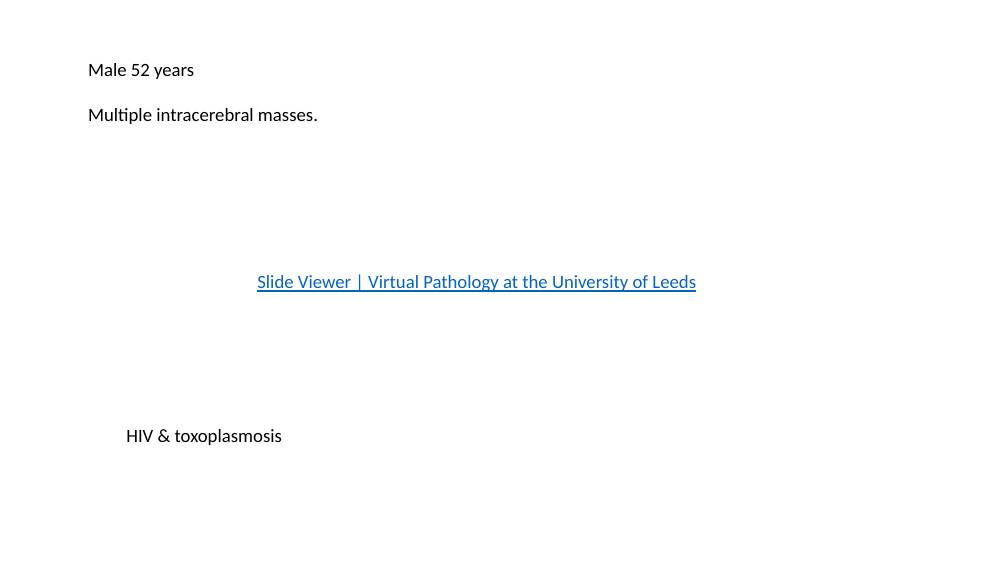 Male 52 years
Multiple intracerebral masses.
Slide Viewer | Virtual Pathology at the University of Leeds
HIV & toxoplasmosis